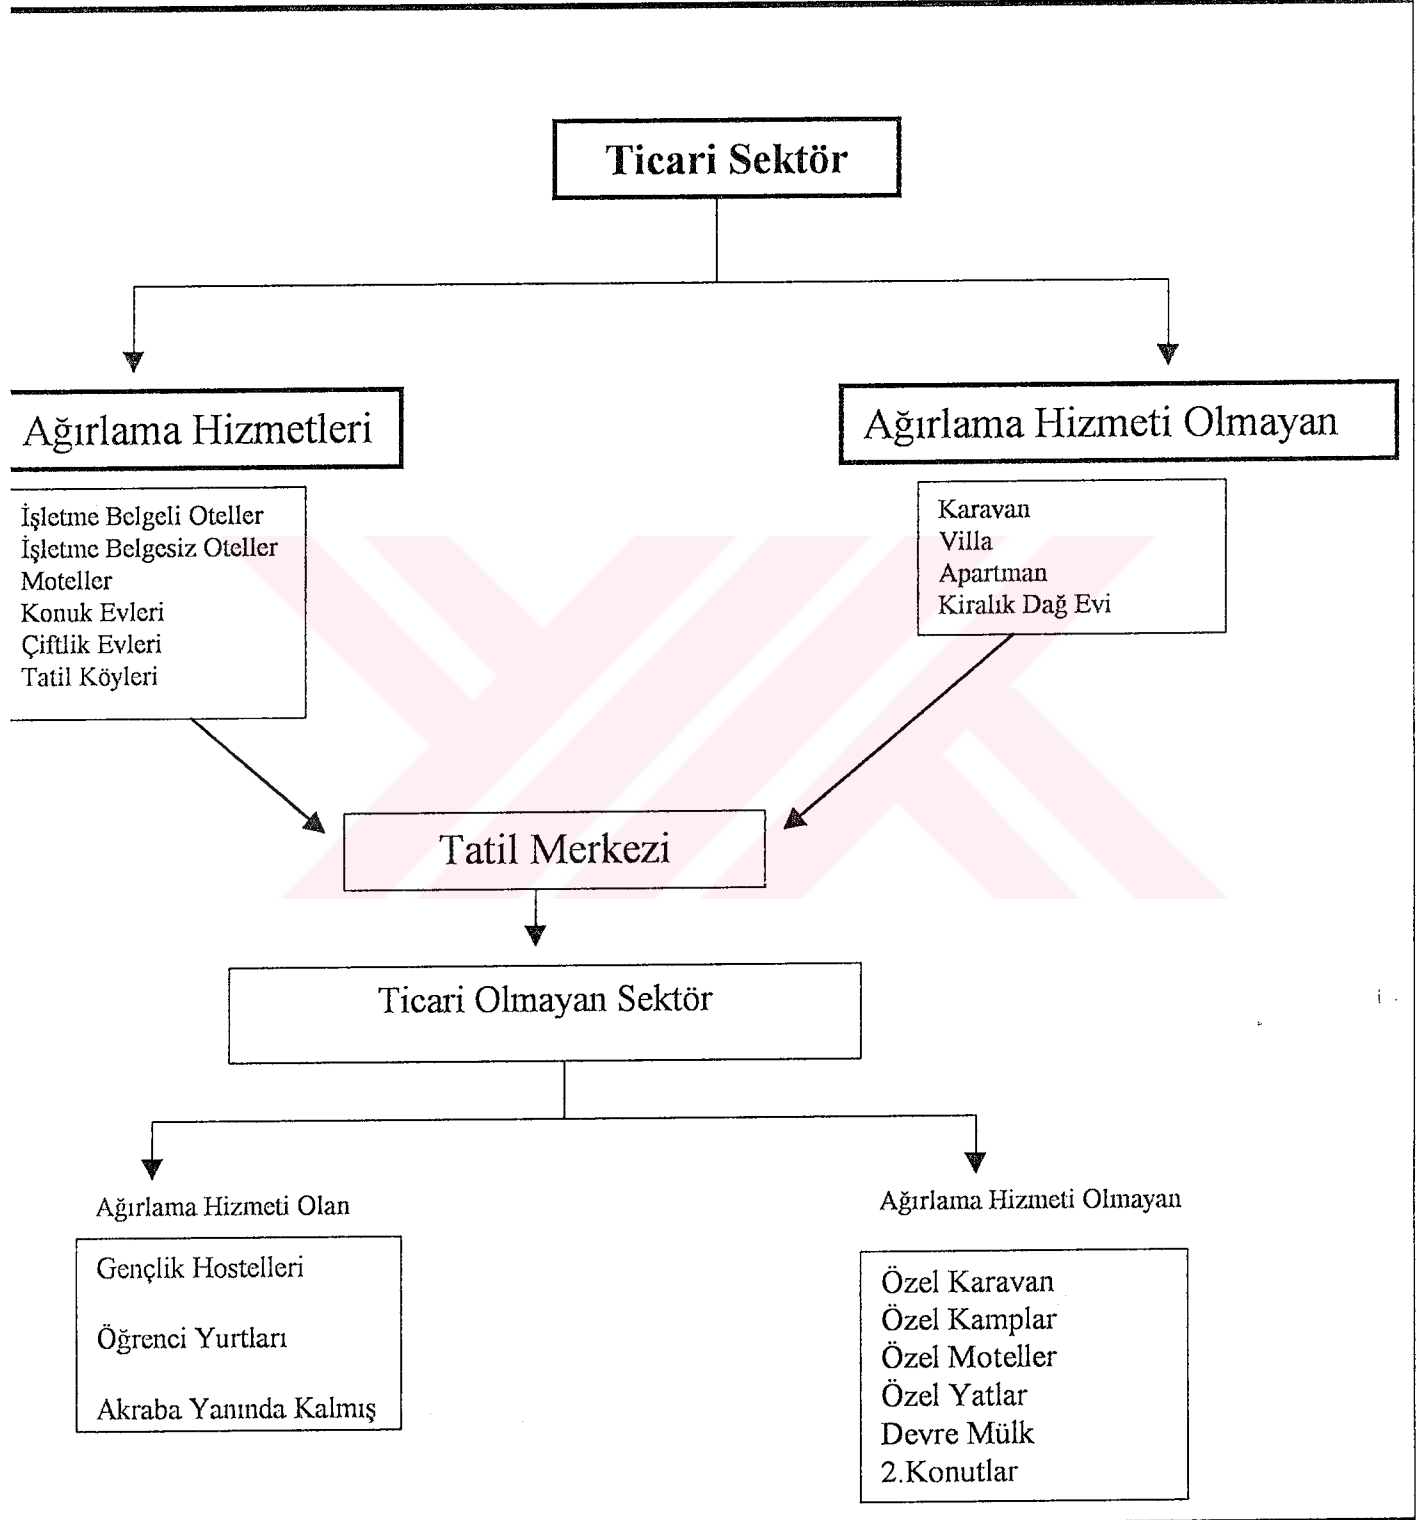 Ticari Sektör
Ağırlama Hizmetleri
Ağırlama Hizmeti Olmayan
İşletme Belgeli Oteller
İşletme Belgesiz Oteller
Moteller
Konuk Evleri
Çiftlik Evleri
Tatil Köyleri
Karavan
Villa
Apartman
Kiralık Dağ Evi
Tatil Merkezi
Ticari Olmayan Sektör
Ağırlama Hizmeti Olan
Ağırlama Hizmeti Olmayan
Gençlik Hostelleri
Öğrenci Yurtları
Akraba Yanında Kalmış
Özel Karavan
Özel Kamplar
Özel Moteller
Özel Yatlar
Devre Mülk
2.Konutlar